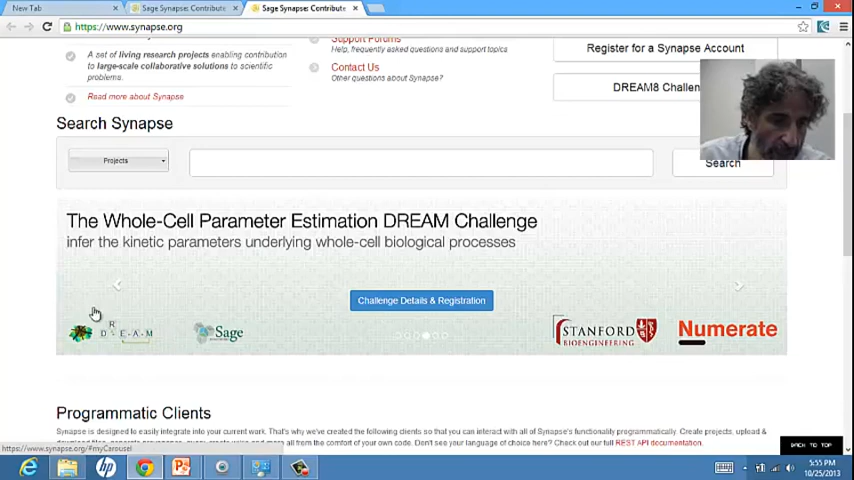 New Tab
Sage Synapse: Contribute
Sage Synapse: Contribute
https://www.synapse.org
A set of living research projects enabling contribution
to large-scale collaborative solutions to scientific
problems.
Read more about Synapse
Support Forums
Help, frequently asked questions and support topics
Contact Us
Other questions about Synapse?
Register for a Synapse Account
DREAM8 Challen
Search Synapse
Projects
Search
The Whole-Cell Parameter Estimation DREAM Challenge
infer the kinetic parameters underlying whole-cell biological processes
Challenge Details & Registration
DREAM
Sage
STANFORD
BIOENGINEERING
Numerate
Programmatic Clients
Synapse is designed to easily integrate into your current work. That's why we've created the following clients so that you can interact with all of Synapse's functionality programmatically. Create projects, upload &
more all from the comfort of your own code. Don't see your language of choice here? Check out our full REST API documentation.
https://www.synapse.org/#myCarousel
BACK TO TOP
5:55 PM
10/25/2013